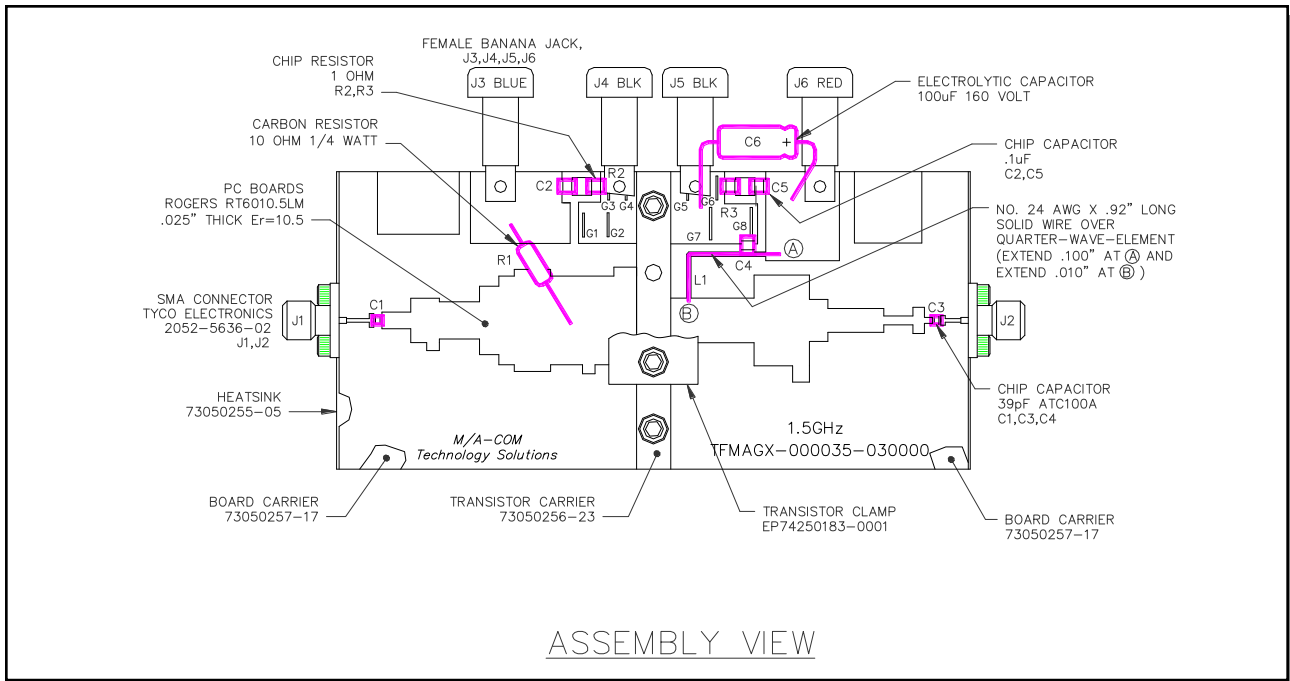 FEMALE BANANA JACK,
J3,J4,J5,J6
CHIP RESISTOR
1 OHM
R2,R3
J3 BLUE
J4 BLK
J5 BLK
J6 RED
ELECTROLYTIC CAPACITOR
100uF 160 VOLT
CARBON RESISTOR
10 OHM 1/4 WATT
C6 +
CHIP CAPACITOR
.1uF
C2,C5
PC BOARDS
ROGERS RT6010.5LM
.025" THICK Er=10.5
C2
R2
G3
G4
G1
G2
G5
G6
C5
R3
G7
G8
C4
A
NO. 24 AWG X .92" LONG
SOLID WIRE OVER
QUARTER-WAVE-ELEMENT
(EXTEND .100" AT A AND
EXTEND .010" AT B )
R1
L1
B
SMA CONNECTOR
TYCO ELECTRONICS
2052-5636-02
J1,J2
J1
C1
C3
J2
HEATSINK
73050255-05
CHIP CAPACITOR
39pF ATC100A
C1,C3,C4
M/A-COM
Technology Solutions
1.5GHz
TFMAGX-000035-030000
BOARD CARRIER
73050257-17
TRANSISTOR CARRIER
73050256-23
TRANSISTOR CLAMP
EP74250183-0001
BOARD CARRIER
73050257-17
ASSEMBLY VIEW